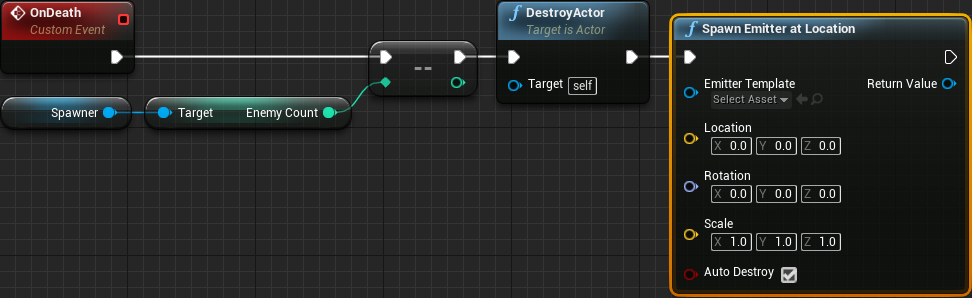 OnDeath
Custom Event
Spawner
Target Enemy Count
--
f DestroyActor
Target is Actor
Target self
f Spawn Emitter at Location
Emitter Template Return Value
Select Asset
Location
X 0.0 Y 0.0 Z 0.0
Rotation
X 0.0 Y 0.0 Z 0.0
Scale
X 1.0 Y 1.0 Z 1.0
Auto Destroy